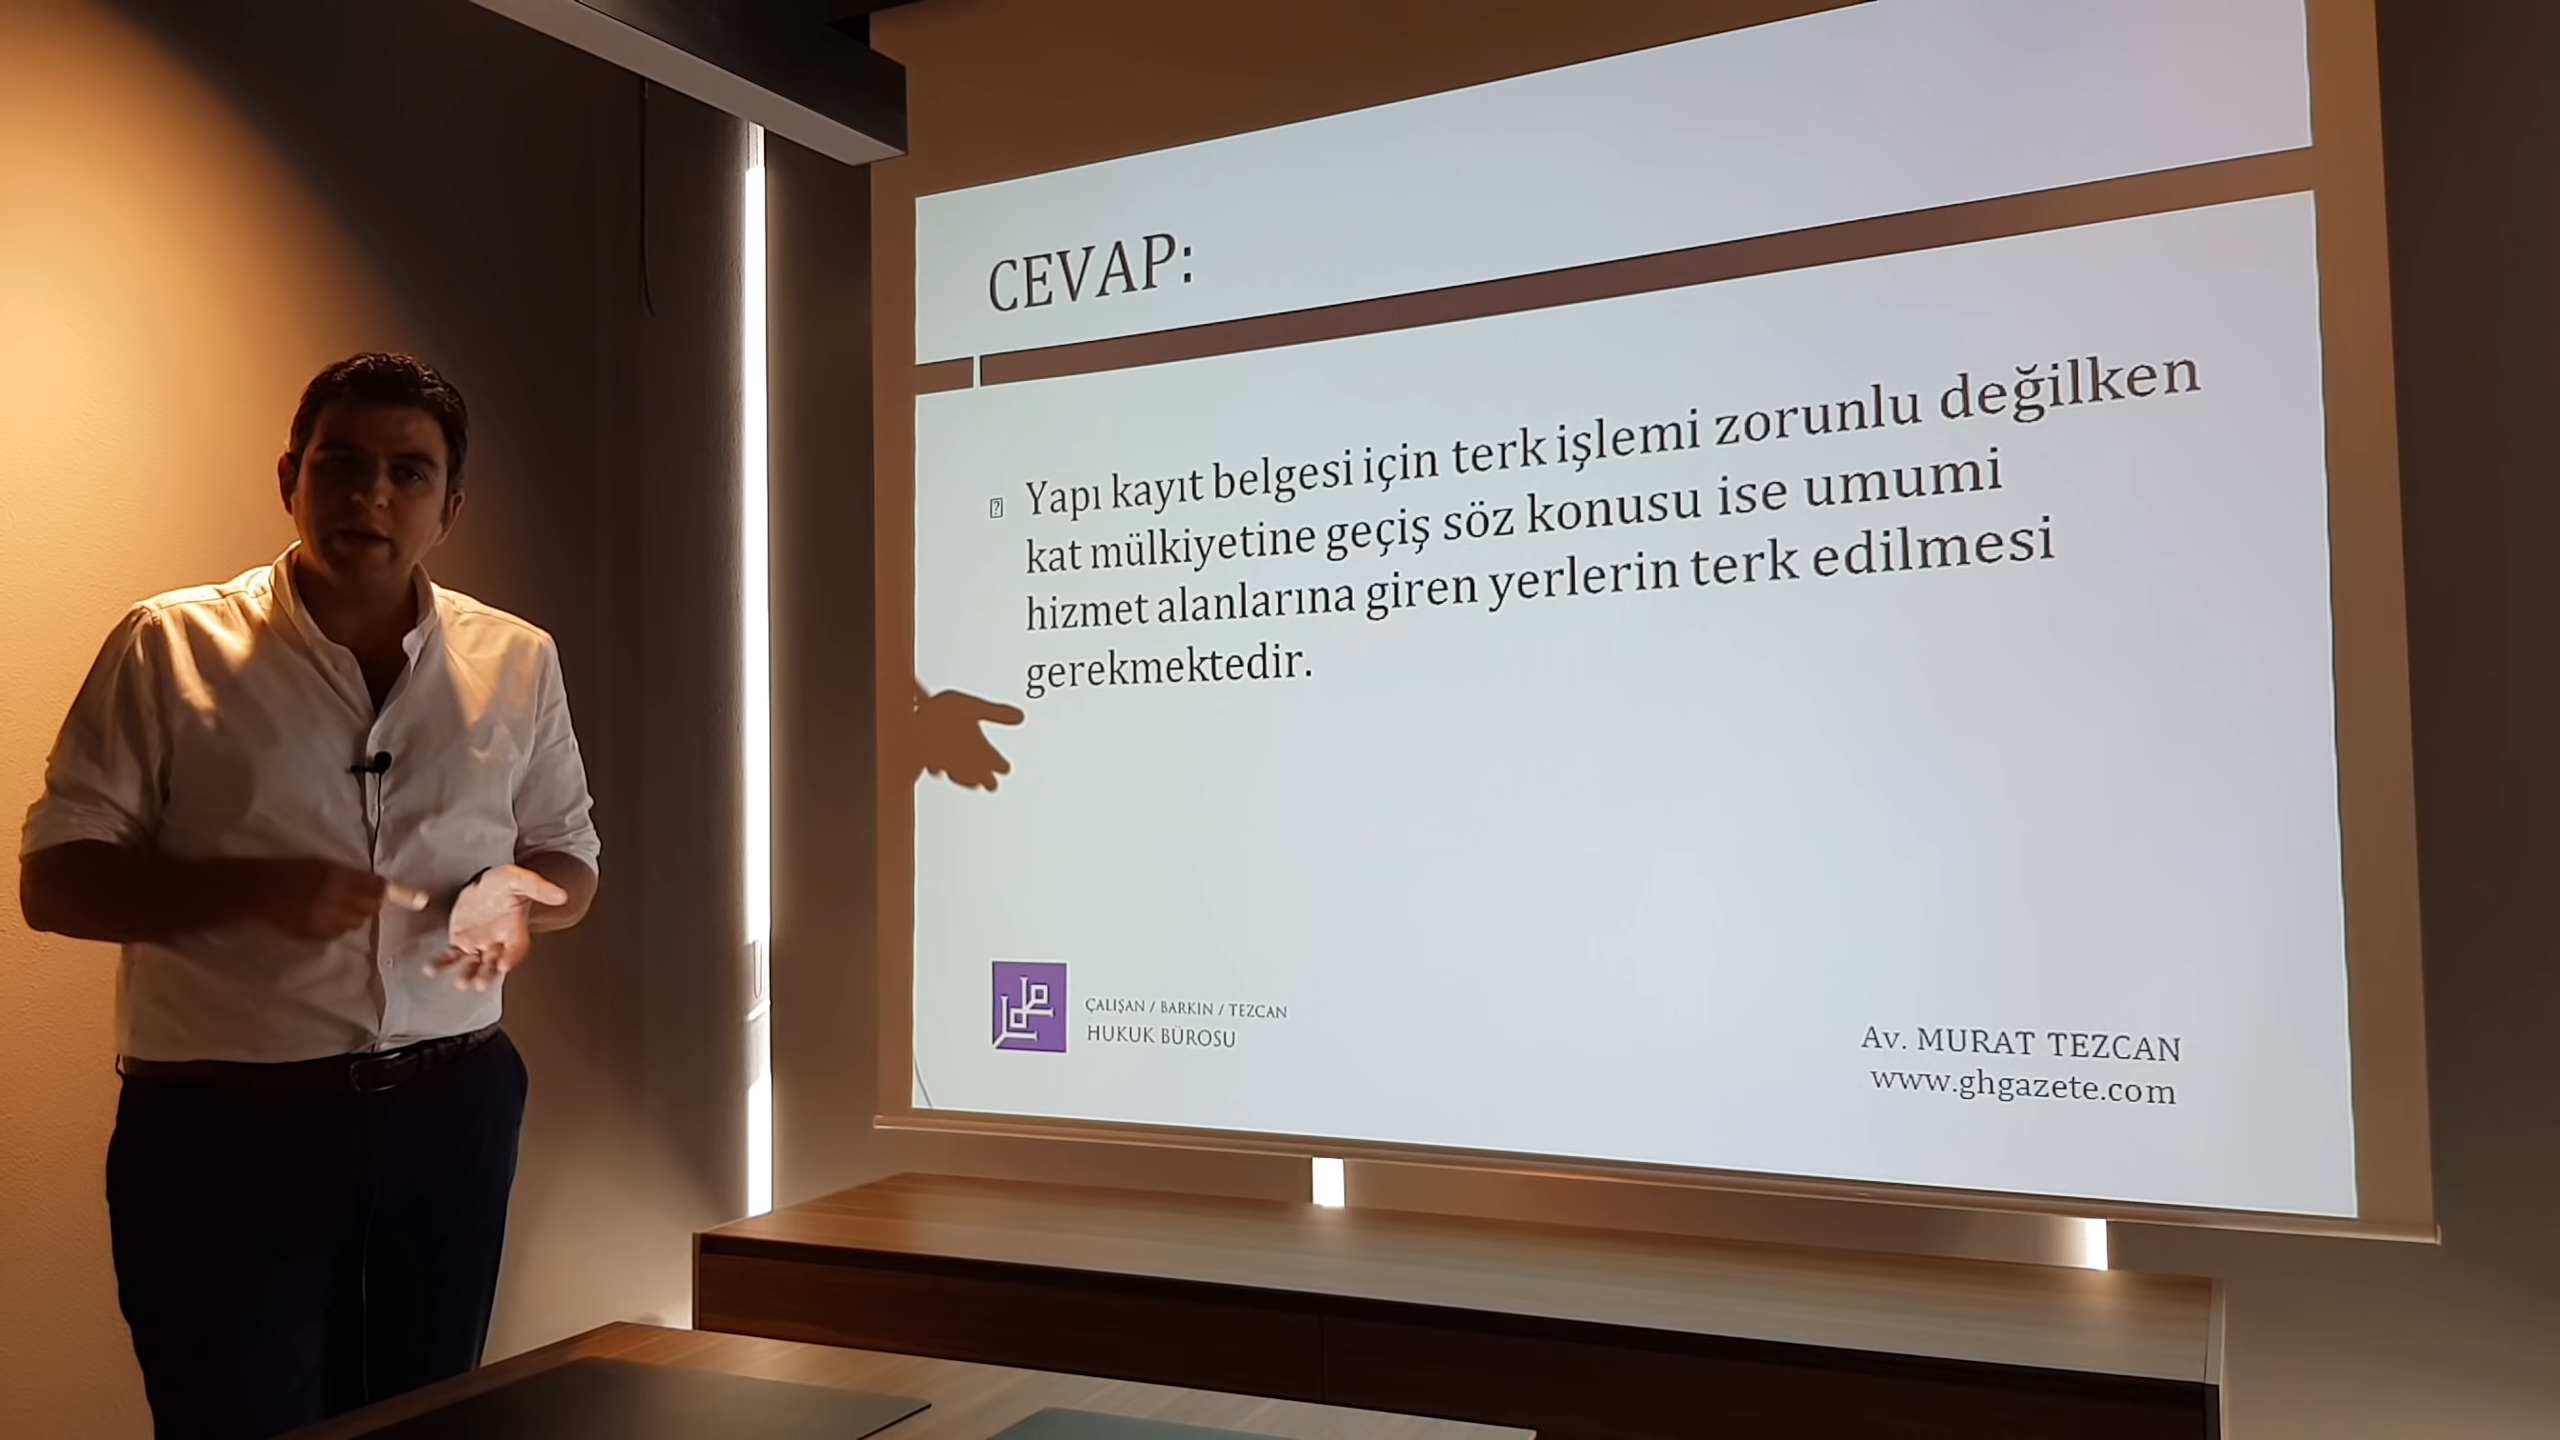 CEVAP:
Yapı kayıt belgesi için terk işlemi zorunlu değilken
kat mülkiyetine geçiş söz konusu ise umumi
hizmet alanlarına giren yerlerin terk edilmesi
gerekmektedir.
ÇALIŞAN / BARKIN / TEZCAN
HUKUK BÜROSU
Av. MURAT TEZCAN
www.ghgazete.com